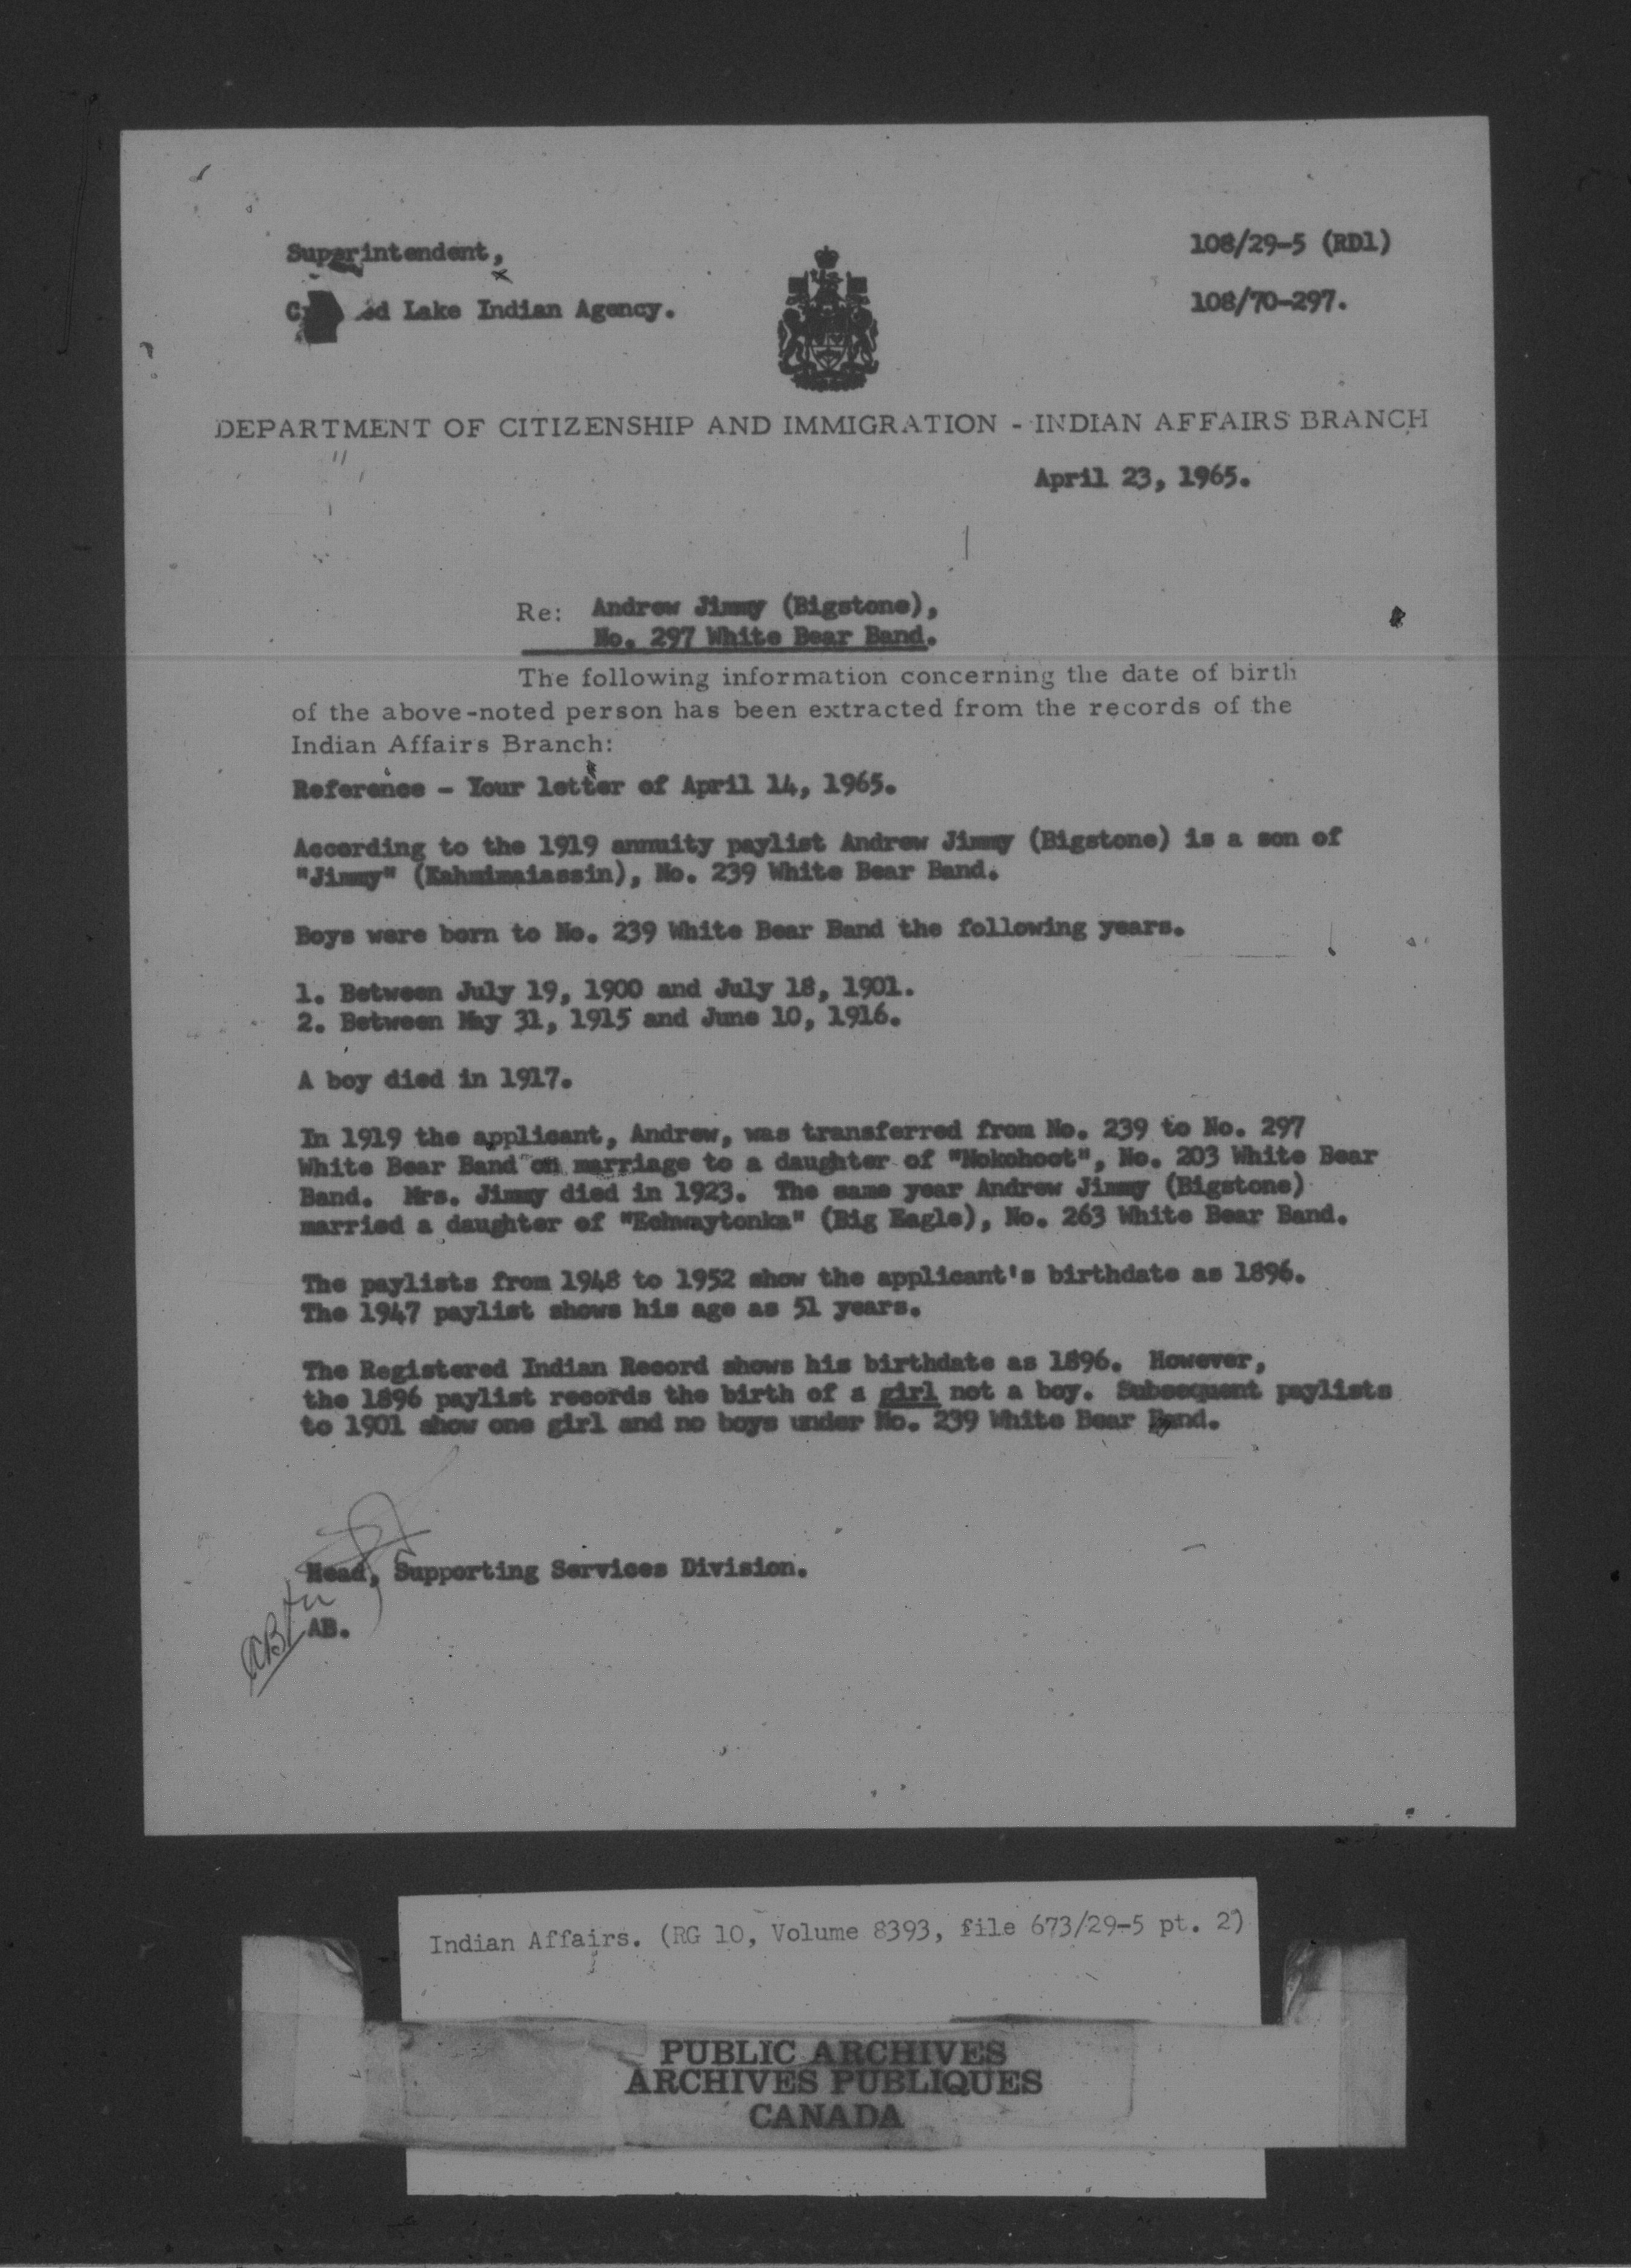 Superintendent,
108/29-5 (RD1)
Lake Indian Agency.
108/70-297.
DEPARTMENT OF CITIZENSHIP AND IMMIGRATION - INDIAN AFFAIRS BRANCH
April 23, 1965.
Re: Andrew Jimmy (Bigstone),
No. 297 White Bear Band.
The following information concerning the date of birth
of the above-noted person has been extracted from the records of the
Indian Affairs Branch:
Reference - Your letter of April 14, 1965.
According to the 1919 annuity paylist Andrew Jimmy (Bigstone) is a son of
"Jimmy" (Kahmimaiassin), No. 239 White Bear Band.
Boys were born to No. 239 White Bear Band the following years.
1. Between July 19, 1900 and July 18, 1901.
2. Between May 31, 1915 and June 10, 1916.
A boy died in 1917.
In 1919 the applicant, Andrew, was transferred from No. 239 to No. 297
White Bear Band on marriage to a daughter of "Nokohoot", No. 203 White Bear
Band. Mrs. Jimmy died in 1923. The same year Andrew Jimmy (Bigstone)
married a daughter of "Echwaytonka" (Big Eagle), No. 263 White Bear Band.
The paylists from 1948 to 1952 show the applicant's birthdate as 1896.
The 1947 paylist shows his age as 51 years.
The Registered Indian Record shows his birthdate as 1896. However,
the 1896 paylist records the birth of a girl not a boy. Subsequent paylists
to 1901 show one girl and no boys under No. 239 White Bear Band.
Head, Supporting Services Division.
AB.
Indian Affairs. (RG 10, Volume 8393, file 673/29-5 pt. 2)
PUBLIC ARCHIVES
ARCHIVES PUBLIQUES
CANADA